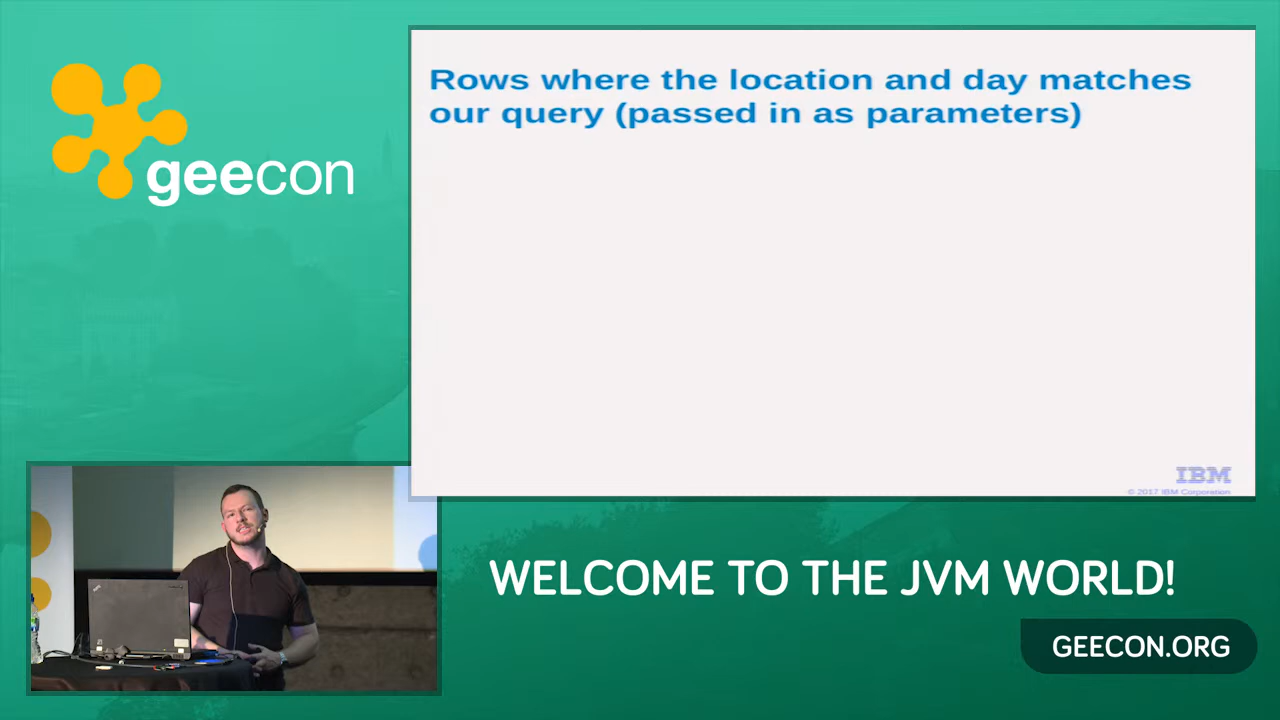 geecon
Rows where the location and day matches
our query (passed in as parameters)
IBM
© 2017 IBM Corporation
WELCOME TO THE JVM WORLD!
GEECON.ORG